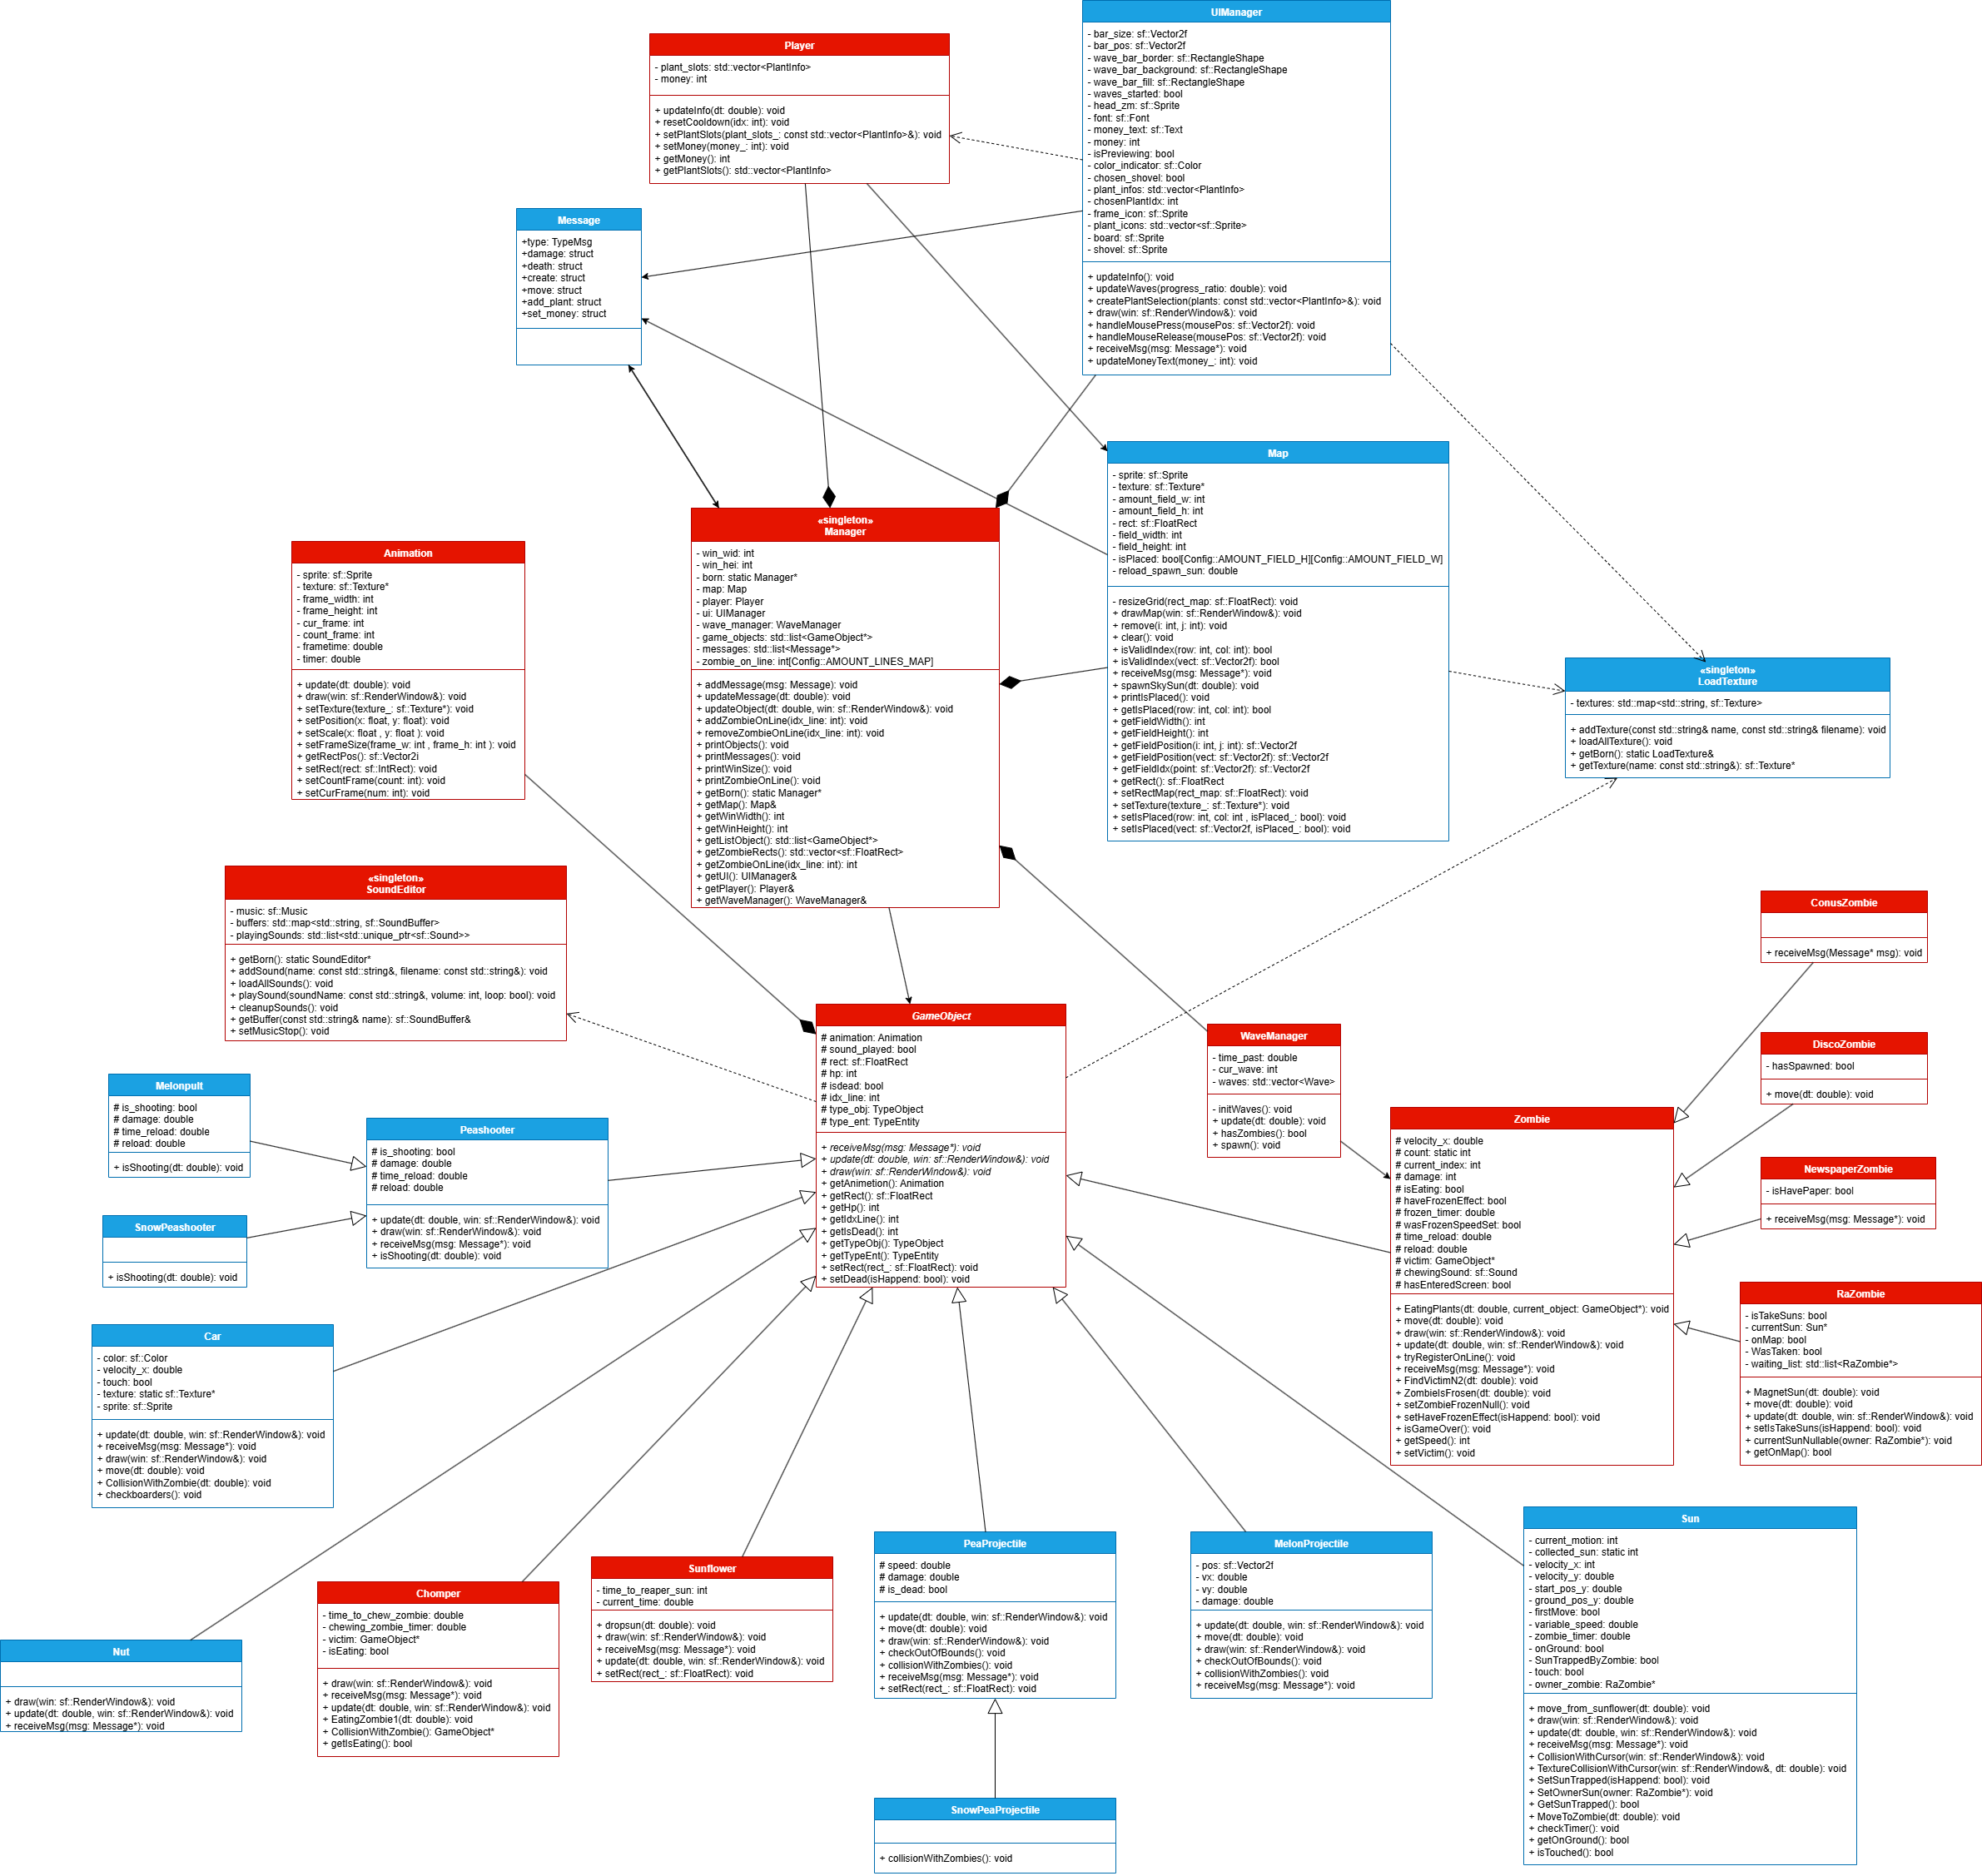 UIManager
- bar_size: sf::Vector2f
- bar_pos: sf::Vector2f
- wave_bar_border: sf::RectangleShape
- wave_bar_background: sf::RectangleShape
- wave_bar_fill: sf::RectangleShape
- waves_started: bool
- head_zm: sf::Sprite
- font: sf::Font
- money_text: sf::Text
- money: int
- isPreviewing: bool
- color_indicator: sf::Color
- chosen_shovel: bool
- plant_infos: std::vector<PlantInfo>
- chosenPlantIdx: int
- frame_icon: sf::Sprite
- plant_icons: std::vector<sf::Sprite>
- board: sf::Sprite
- shovel: sf::Sprite
+ updateInfo(): void
+ updateWaves(progress_ratio: double): void
+ createPlantSelection(plants: const std::vector<PlantInfo>&): void
+ draw(win: sf::RenderWindow&): void
+ handleMousePress(mousePos: sf::Vector2f): void
+ handleMouseRelease(mousePos: sf::Vector2f): void
+ receiveMsg(msg: Message*): void
+ updateMoneyText(money_: int): void
Player
- plant_slots: std::vector<PlantInfo>
- money: int
+ updateInfo(dt: double): void
+ resetCooldown(idx: int): void
+ setPlantSlots(plant_slots_: const std::vector<PlantInfo>&): void
+ setMoney(money_: int): void
+ getMoney(): int
+ getPlantSlots(): std::vector<PlantInfo>
Message
+type: TypeMsg
+damage: struct
+death: struct
+create: struct
+move: struct
+add_plant: struct
+set_money: struct
Map
- sprite: sf::Sprite
- texture: sf::Texture*
- amount_field_w: int
- amount_field_h: int
- rect: sf::FloatRect
- field_width: int
- field_height: int
- isPlaced: bool[Config::AMOUNT_FIELD_H][Config::AMOUNT_FIELD_W]
- reload_spawn_sun: double
- resizeGrid(rect_map: sf::FloatRect): void
+ drawMap(win: sf::RenderWindow&): void
+ remove(i: int, j: int): void
+ clear(): void
+ isValidIndex(row: int, col: int): bool
+ isValidIndex(vect: sf::Vector2f): bool
+ receiveMsg(msg: Message*): void
+ spawnSkySun(dt: double): void
+ printIsPlaced(): void
+ getIsPlaced(row: int, col: int): bool
+ getFieldWidth(): int
+ getFieldHeight(): int
+ getFieldPosition(i: int, j: int): sf::Vector2f
+ getFieldPosition(vect: sf::Vector2f): sf::Vector2f
+ getFieldIdx(point: sf::Vector2f): sf::Vector2f
+ getRect(): sf::FloatRect
+ setRectMap(rect_map: sf::FloatRect): void
+ setTexture(texture_: sf::Texture*): void
+ setIsPlaced(row: int, col: int , isPlaced_: bool): void
+ setIsPlaced(vect: sf::Vector2f, isPlaced_: bool): void
«singleton»
Manager
- win_wid: int
- win_hei: int
- born: static Manager*
- map: Map
- player: Player
- ui: UIManager
- wave_manager: WaveManager
- game_objects: std::list<GameObject*>
- messages: std::list<Message*>
- zombie_on_line: int[Config::AMOUNT_LINES_MAP]
+ addMessage(msg: Message): void
+ updateMessage(dt: double): void
+ updateObject(dt: double, win: sf::RenderWindow&): void
+ addZombieOnLine(idx_line: int): void
+ removeZombieOnLine(idx_line: int): void
+ printObjects(): void
+ printMessages(): void
+ printWinSize(): void
+ printZombieOnLine(): void
+ getBorn(): static Manager*
+ getMap(): Map&
+ getWinWidth(): int
+ getWinHeight(): int
+ getListObject(): std::list<GameObject*>
+ getZombieRects(): std::vector<sf::FloatRect>
+ getZombieOnLine(idx_line: int): int
+ getUI(): UIManager&
+ getPlayer(): Player&
+ getWaveManager(): WaveManager&
Animation
- sprite: sf::Sprite
- texture: sf::Texture*
- frame_width: int
- frame_height: int
- cur_frame: int
- count_frame: int
- frametime: double
- timer: double
+ update(dt: double): void
+ draw(win: sf::RenderWindow&): void
+ setTexture(texture_: sf::Texture*): void
+ setPosition(x: float, y: float): void
+ setScale(x: float , y: float ): void
+ setFrameSize(frame_w: int , frame_h: int ): void
+ getRectPos(): sf::Vector2i
+ setRect(rect: sf::IntRect): void
+ setCountFrame(count: int): void
+ setCurFrame(num: int): void
«singleton»
LoadTexture
- textures: std::map<std::string, sf::Texture>
+ addTexture(const std::string& name, const std::string& filename): void
+ loadAllTexture(): void
+ getBorn(): static LoadTexture&
+ getTexture(name: const std::string&): sf::Texture*
«singleton»
SoundEditor
- music: sf::Music
- buffers: std::map<std::string, sf::SoundBuffer>
- playingSounds: std::list<std::unique_ptr<sf::Sound>>
+ getBorn(): static SoundEditor*
+ addSound(name: const std::string&, filename: const std::string&): void
+ loadAllSounds(): void
+ playSound(soundName: const std::string&, volume: int, loop: bool): void
+ cleanupSounds(): void
+ getBuffer(const std::string& name): sf::SoundBuffer&
+ setMusicStop(): void
GameObject
# animation: Animation
# sound_played: bool
# rect: sf::FloatRect
# hp: int
# isdead: bool
# idx_line: int
# type_obj: TypeObject
# type_ent: TypeEntity
+ receiveMsg(msg: Message*): void
+ update(dt: double, win: sf::RenderWindow&): void
+ draw(win: sf::RenderWindow&): void
+ getAnimetion(): Animation
+ getRect(): sf::FloatRect
+ getHp(): int
+ getIdxLine(): int
+ getIsDead(): int
+ getTypeObj(): TypeObject
+ getTypeEnt(): TypeEntity
+ setRect(rect_: sf::FloatRect): void
+ setDead(isHappend: bool): void
WaveManager
- time_past: double
- cur_wave: int
- waves: std::vector<Wave>
- initWaves(): void
+ update(dt: double): void
+ hasZombies(): bool
+ spawn(): void
ConusZombie
+ receiveMsg(Message* msg): void
DiscoZombie
- hasSpawned: bool
+ move(dt: double): void
NewspaperZombie
- isHavePaper: bool
+ receiveMsg(msg: Message*): void
Zombie
# velocity_x: double
# count: static int
# current_index: int
# damage: int
# isEating: bool
# haveFrozenEffect: bool
# frozen_timer: double
# wasFrozenSpeedSet: bool
# time_reload: double
# reload: double
# victim: GameObject*
# chewingSound: sf::Sound
# hasEnteredScreen: bool
+ EatingPlants(dt: double, current_object: GameObject*): void
+ move(dt: double): void
+ draw(win: sf::RenderWindow&): void
+ update(dt: double, win: sf::RenderWindow&): void
+ tryRegisterOnLine(): void
+ receiveMsg(msg: Message*): void
+ FindVictimN2(dt: double): void
+ ZombieIsFrosen(dt: double): void
+ setZombieFrozenNull(): void
+ setHaveFrozenEffect(isHappend: bool): void
+ isGameOver(): void
+ getSpeed(): int
+ setVictim(): void
RaZombie
- isTakeSuns: bool
- currentSun: Sun*
- onMap: bool
- WasTaken: bool
- waiting_list: std::list<RaZombie*>
+ MagnetSun(dt: double): void
+ move(dt: double): void
+ update(dt: double, win: sf::RenderWindow&): void
+ setIsTakeSuns(isHappend: bool): void
+ currentSunNullable(owner: RaZombie*): void
+ getOnMap(): bool
Melonpult
# is_shooting: bool
# damage: double
# time_reload: double
# reload: double
+ isShooting(dt: double): void
Peashooter
# is_shooting: bool
# damage: double
# time_reload: double
# reload: double
+ update(dt: double, win: sf::RenderWindow&): void
+ draw(win: sf::RenderWindow&): void
+ receiveMsg(msg: Message*): void
+ isShooting(dt: double): void
SnowPeashooter
+ isShooting(dt: double): void
Car
- color: sf::Color
- velocity_x: double
- touch: bool
- texture: static sf::Texture*
- sprite: sf::Sprite
+ update(dt: double, win: sf::RenderWindow&): void
+ receiveMsg(msg: Message*): void
+ draw(win: sf::RenderWindow&): void
+ move(dt: double): void
+ CollisionWithZombie(dt: double): void
+ checkboarders(): void
Nut
+ draw(win: sf::RenderWindow&): void
+ update(dt: double, win: sf::RenderWindow&): void
+ receiveMsg(msg: Message*): void
Chomper
- time_to_chew_zombie: double
- chewing_zombie_timer: double
- victim: GameObject*
- isEating: bool
+ draw(win: sf::RenderWindow&): void
+ receiveMsg(msg: Message*): void
+ update(dt: double, win: sf::RenderWindow&): void
+ EatingZombie1(dt: double): void
+ CollisionWithZombie(): GameObject*
+ getIsEating(): bool
Sunflower
- time_to_reaper_sun: int
- current_time: double
+ dropsun(dt: double): void
+ draw(win: sf::RenderWindow&): void
+ receiveMsg(msg: Message*): void
+ update(dt: double, win: sf::RenderWindow&): void
+ setRect(rect_: sf::FloatRect): void
PeaProjectile
# speed: double
# damage: double
# is_dead: bool
+ update(dt: double, win: sf::RenderWindow&): void
+ move(dt: double): void
+ draw(win: sf::RenderWindow&): void
+ checkOutOfBounds(): void
+ collisionWithZombies(): void
+ receiveMsg(msg: Message*): void
+ setRect(rect_: sf::FloatRect): void
MelonProjectile
- pos: sf::Vector2f
- vx: double
- vy: double
- damage: double
+ update(dt: double, win: sf::RenderWindow&): void
+ move(dt: double): void
+ draw(win: sf::RenderWindow&): void
+ checkOutOfBounds(): void
+ collisionWithZombies(): void
+ receiveMsg(msg: Message*): void
Sun
- current_motion: int
- collected_sun: static int
- velocity_x: int
- velocity_y: double
- start_pos_y: double
- ground_pos_y: double
- firstMove: bool
- variable_speed: double
- zombie_timer: double
- onGround: bool
- SunTrappedByZombie: bool
- touch: bool
- owner_zombie: RaZombie*
+ move_from_sunflower(dt: double): void
+ draw(win: sf::RenderWindow&): void
+ update(dt: double, win: sf::RenderWindow&): void
+ receiveMsg(msg: Message*): void
+ CollisionWithCursor(win: sf::RenderWindow&): void
+ TextureCollisionWithCursor(win: sf::RenderWindow&, dt: double): void
+ SetSunTrapped(isHappend: bool): void
+ SetOwnerSun(owner: RaZombie*): void
+ GetSunTrapped(): bool
+ MoveToZombie(dt: double): void
+ checkTimer(): void
+ getOnGround(): bool
+ isTouched(): bool
SnowPeaProjectile
+ collisionWithZombies(): void